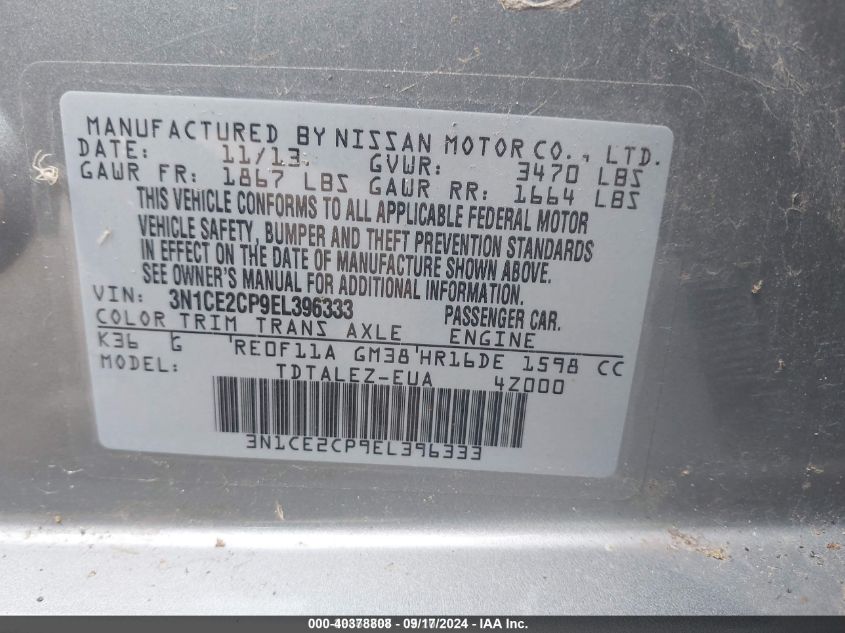 MANUFACTURED BY NISSAN MOTOR CO., LTD.
DATE: 11/13 GVWR: 3470 LBS
GAWR FR: 1867 LBS GAWR RR: 1664 LBS
THIS VEHICLE CONFORMS TO ALL APPLICABLE FEDERAL MOTOR
VEHICLE SAFETY, BUMPER AND THEFT PREVENTION STANDARDS
IN EFFECT ON THE DATE OF MANUFACTURE SHOWN ABOVE.
SEE OWNER'S MANUAL FOR ADDITIONAL INFORMATION.
VIN: 3N1CE2CP9EL396333 PASSENGER CAR.
COLOR TRIM TRANS AXLE ENGINE
K36 G RE0F11A GM38 HR16DE 1598 CC
MODEL: TDTALEZ-EUA 4Z000
3N1CE2CP9EL396333
000-40378808 - 09/17/2024 - IAA Inc.